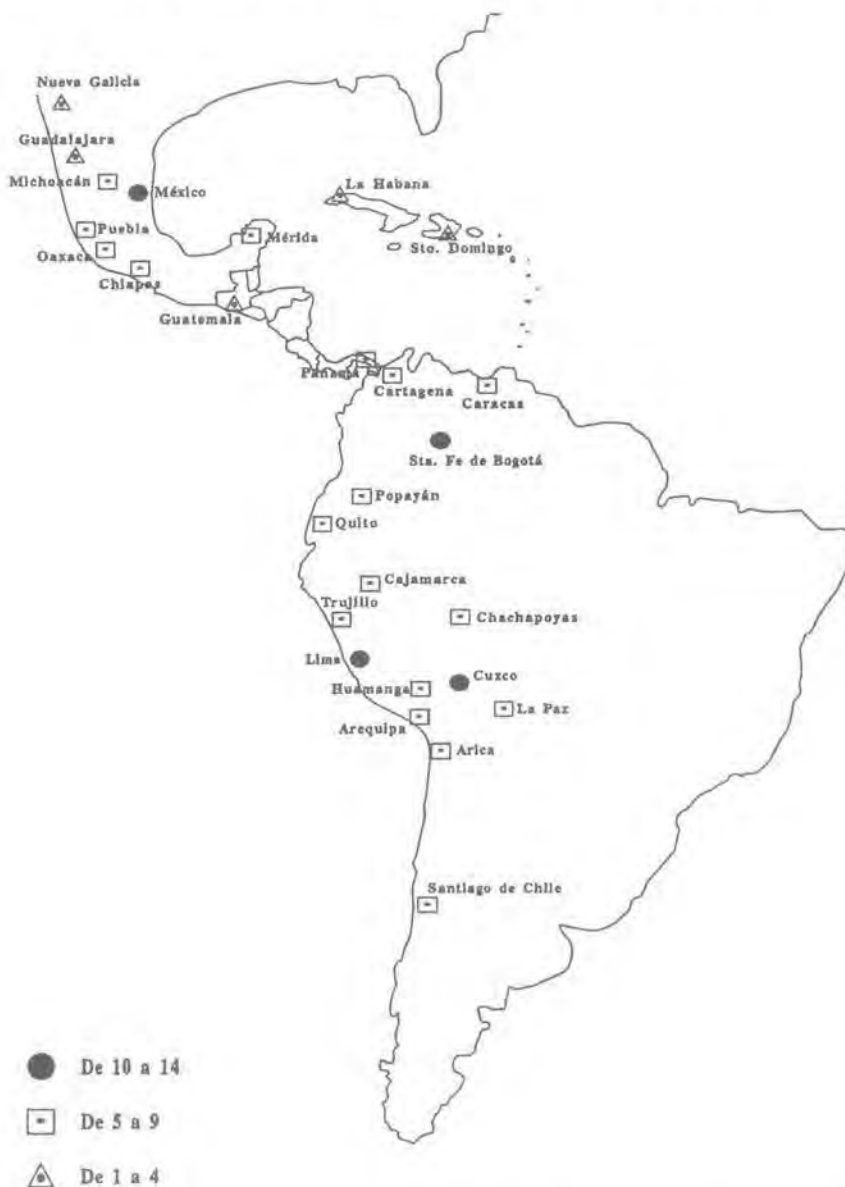 Nueva Galicia
Guadalajara
La Habana
Michoacán
México
Puebla
Mérida
Oaxaca
Sto. Domingo
Chiapas
Guatemala
Panamá
Cartagena
Caracas
Sta. Fe de Bogotá
Popayán
Quito
Cajamarca
Trujillo
Chachapoyas
Lima
Cuxco
Huamanga
La Paz
Arequipa
Arica
Santiago de Chile
De 10 a 14
De 5 a 9
De 1 a 4